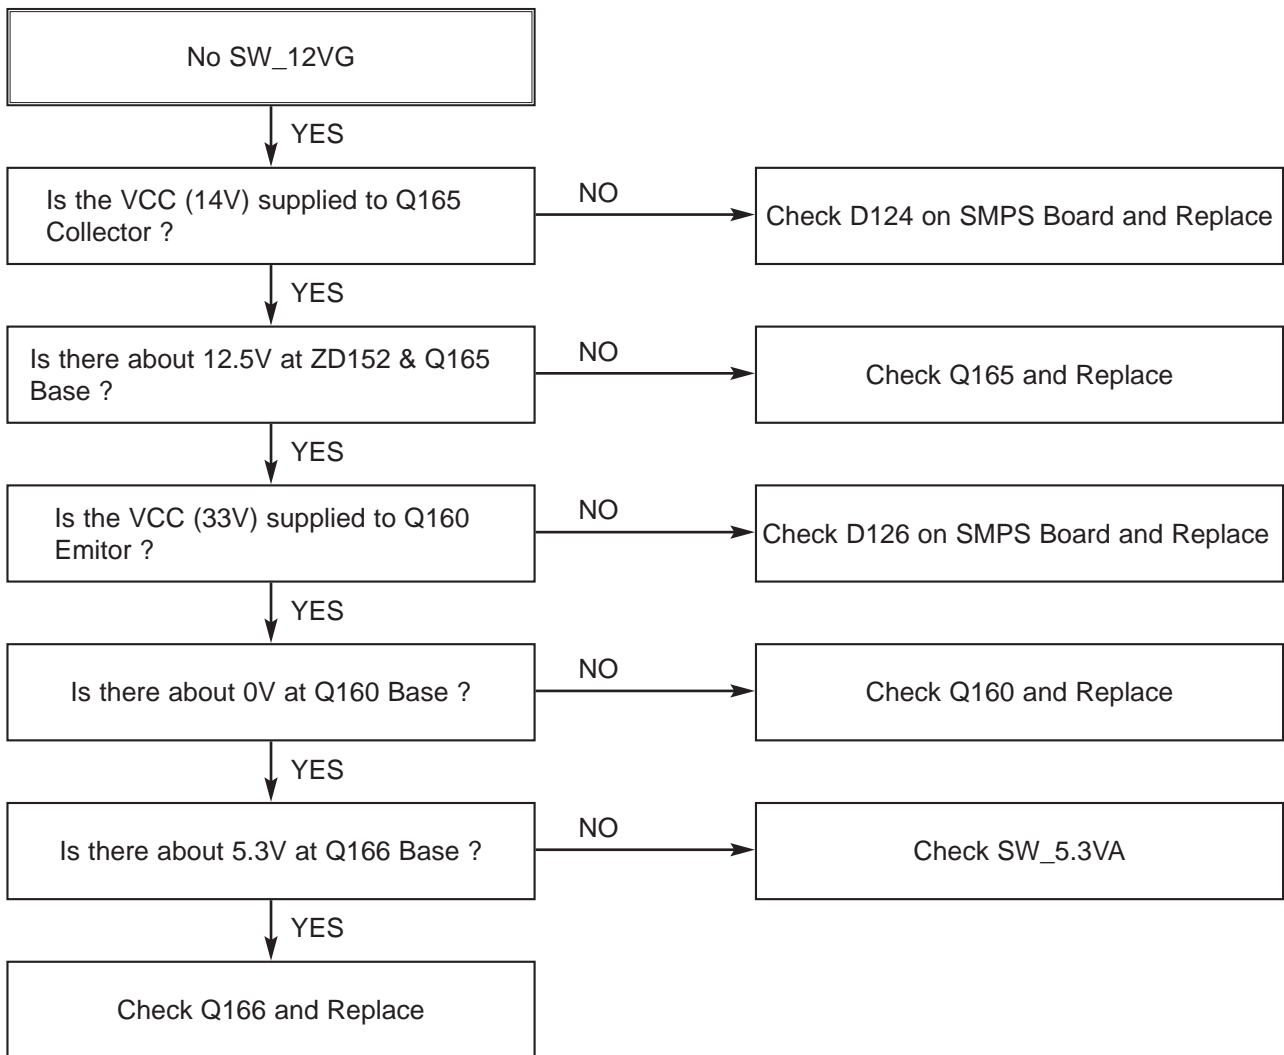 No SW_12VG
YES
Is the VCC (14V) supplied to Q165
Collector ?
NO
Check D124 on SMPS Board and Replace
YES
Is there about 12.5V at ZD152 & Q165
Base ?
NO
Check Q165 and Replace
YES
Is the VCC (33V) supplied to Q160
Emitor ?
NO
Check D126 on SMPS Board and Replace
YES
Is there about 0V at Q160 Base ?
NO
Check Q160 and Replace
YES
Is there about 5.3V at Q166 Base ?
NO
Check SW_5.3VA
YES
Check Q166 and Replace